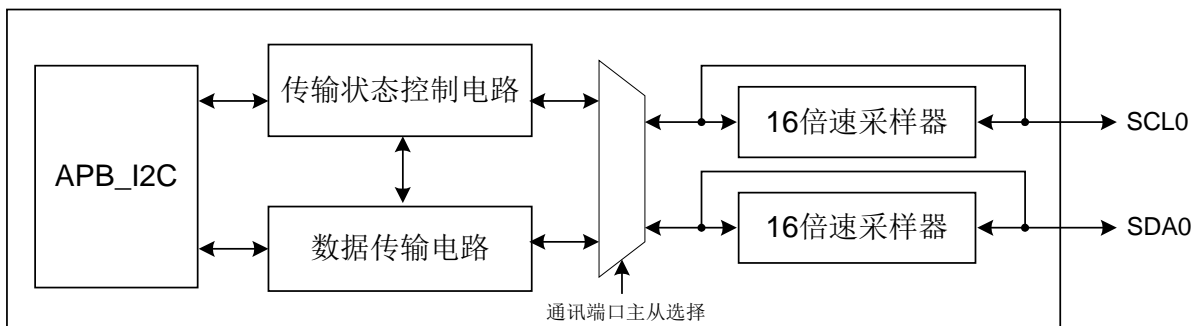 传输状态控制电路
APB_I2C
数据传输电路
16倍速采样器
SCL0
16倍速采样器
SDA0
通讯端口主从选择